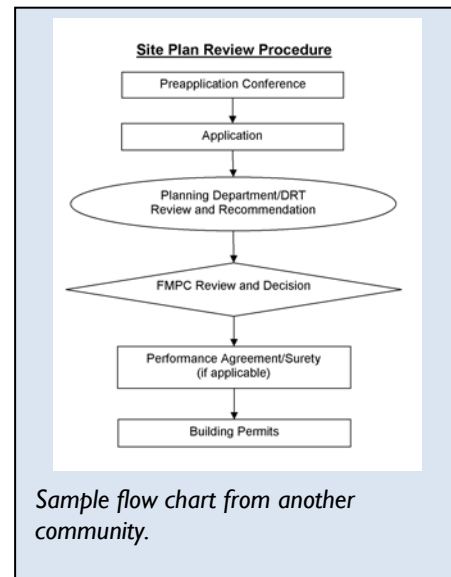 Site Plan Review Procedure
Preapplication Conference
Application
Planning Department/DRT
Review and Recommendation
FMPC Review and Decision
Performance Agreement/Surety
(if applicable)
Building Permits
Sample flow chart from another
community.